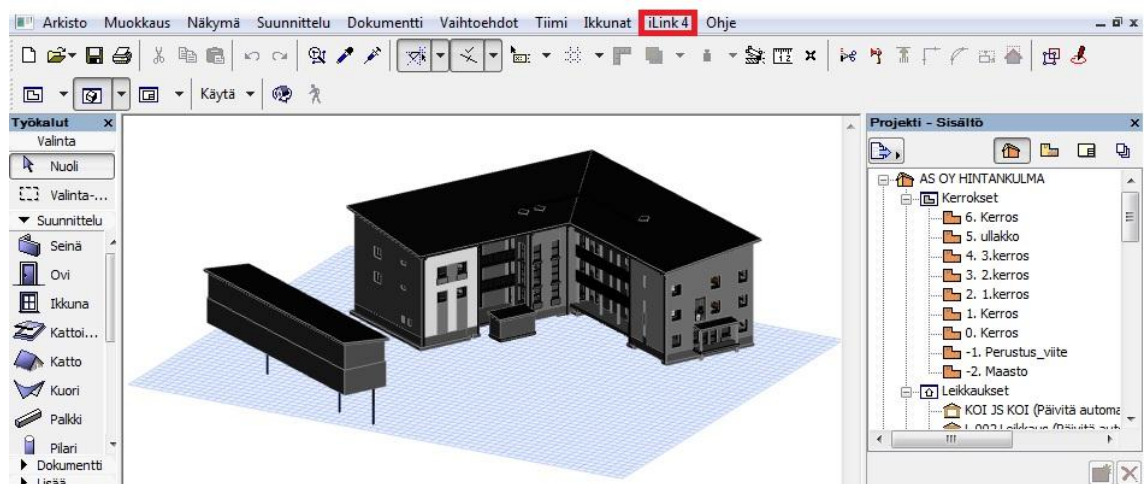 Arkisto Muokkaus Näkymä Suunnittelu Dokumentti Vaihtoehdot Tiimi Ikkunat iLink 4 Ohje
Käytä
Työkalut x
Valinta
Nuoli
Valinta-...
Suunnittelu
Seinä
Ovi
Ikkuna
Kattoi...
Katto
Kuori
Palkki
Pilari
Dokumentti
Lisää
Projekti - Sisältö x
AS OY HINTANKULMA
Kerrokset
6. Kerros
5. ullakko
4. 3.kerros
3. 2.kerros
2. 1.kerros
1. Kerros
0. Kerros
-1. Perustus_viite
-2. Maasto
Leikkaukset
KOI JS KOI (Päivitä automa